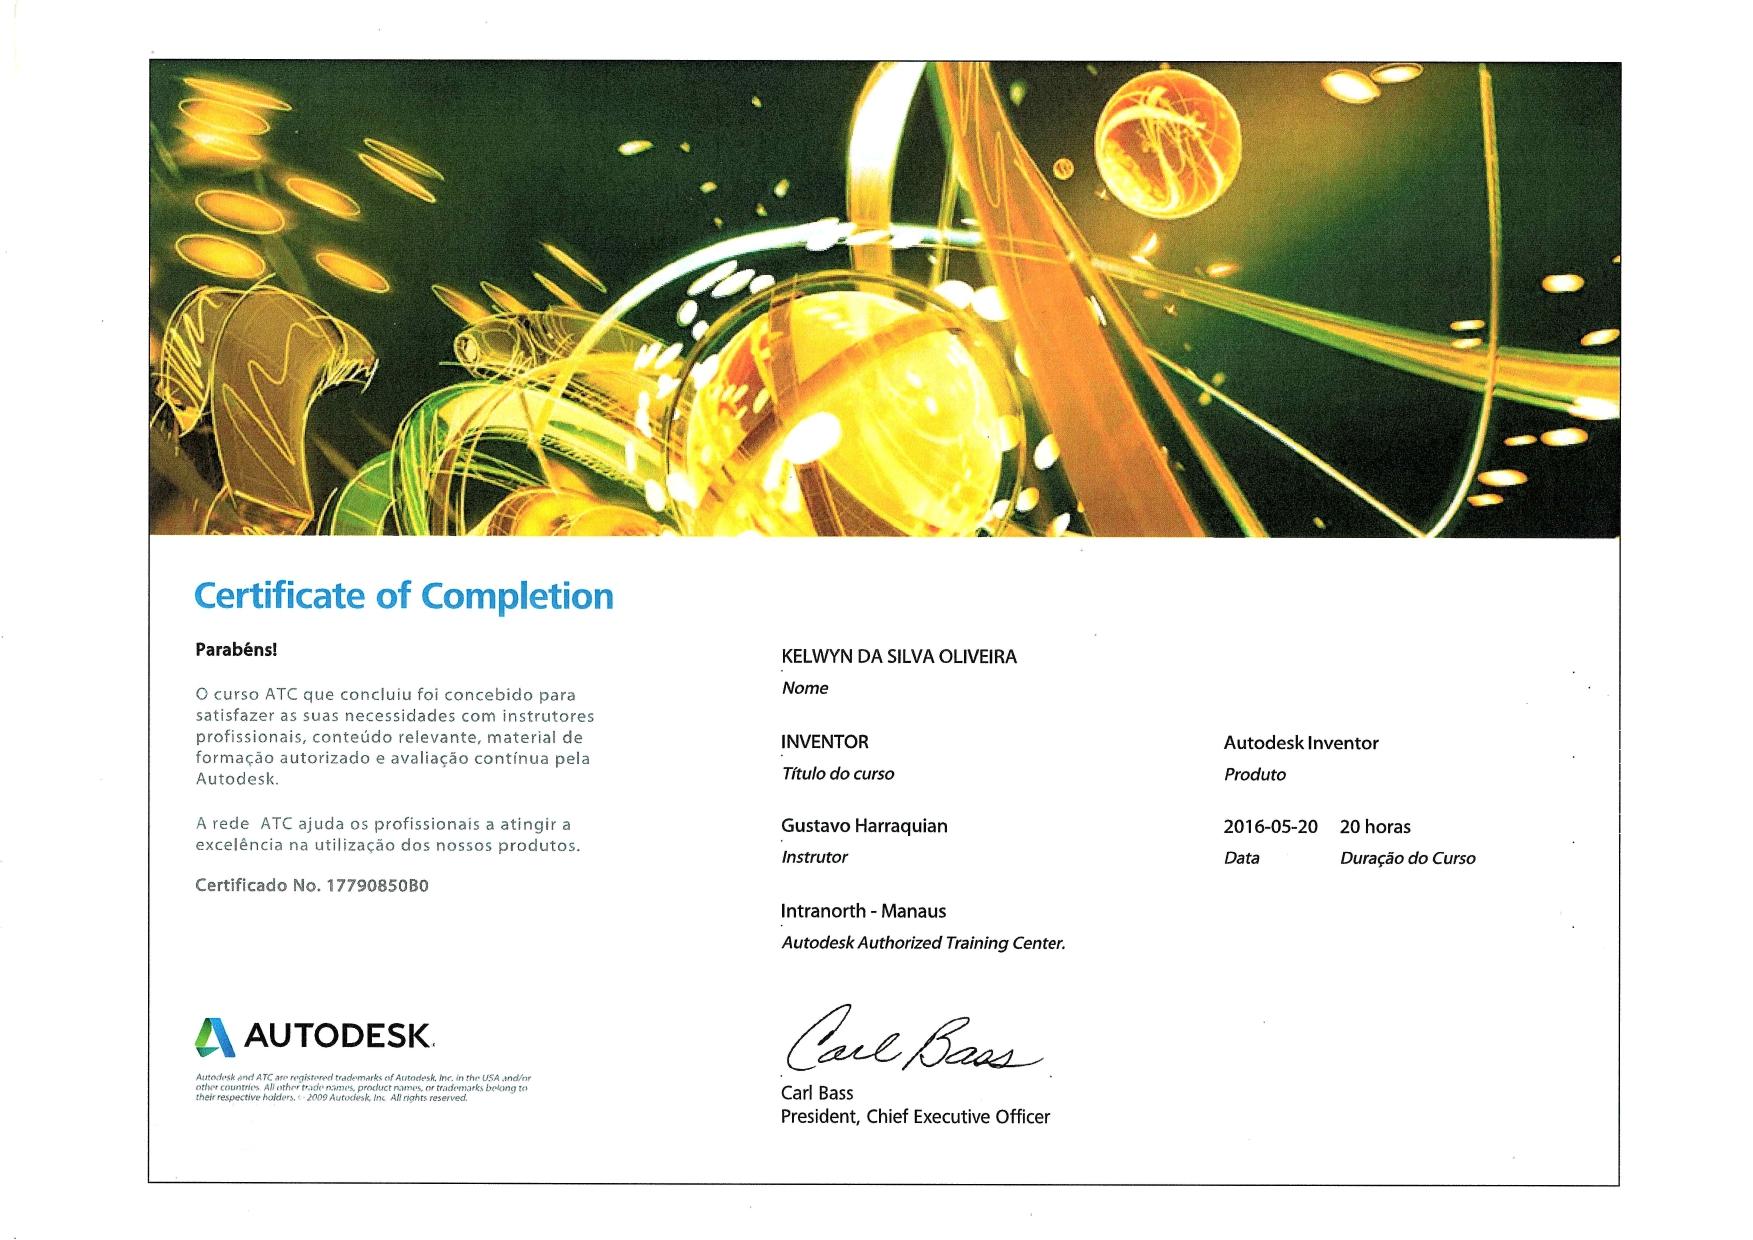 Certificate of Completion
Parabéns!
O curso ATC que concluiu foi concebido para
satisfazer as suas necessidades com instrutores
profissionais, conteúdo relevante, material de
formação autorizado e avaliação contínua pela
Autodesk.
A rede ATC ajuda os profissionais a atingir a
excelência na utilização dos nossos produtos.
Certificado No. 17790850B0
KELWYN DA SILVA OLIVEIRA
Nome
INVENTOR
Título do curso
Autodesk Inventor
Produto
Gustavo Harraquian
Instrutor
2016-05-20 20 horas
Data Duração do Curso
Intranorth - Manaus
Autodesk Authorized Training Center.
AUTODESK.
Autodesk and ATC are registered trademarks of Autodesk, Inc. in the USA and/or
other countries. All other trade names, product names, or trademarks belong to
their respective holders. © 2009 Autodesk, Inc. All rights reserved.
Carl Bass
Carl Bass
President, Chief Executive Officer